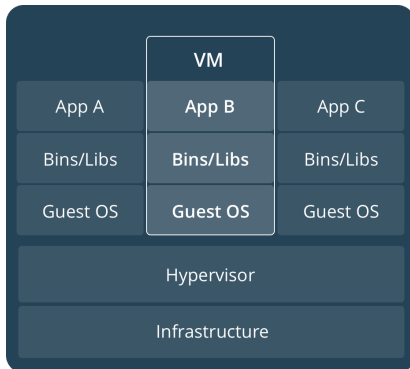 VM
App A App B App C
Bins/Libs Bins/Libs Bins/Libs
Guest OS Guest OS Guest OS
Hypervisor
Infrastructure